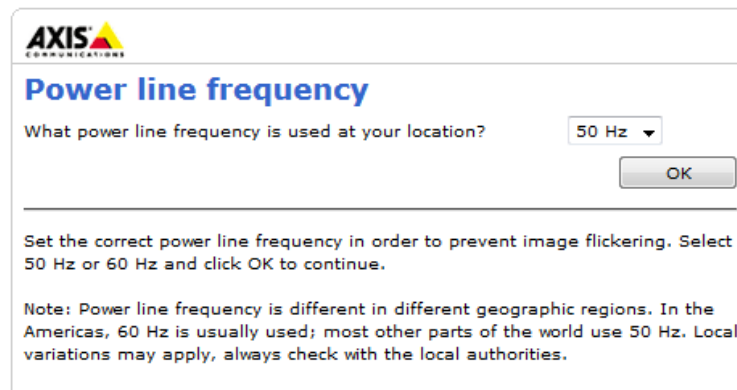 AXIS
COMMUNICATIONS
Power line frequency
What power line frequency is used at your location?
50 Hz
OK
Set the correct power line frequency in order to prevent image flickering. Select
50 Hz or 60 Hz and click OK to continue.
Note: Power line frequency is different in different geographic regions. In the
Americas, 60 Hz is usually used; most other parts of the world use 50 Hz. Local
variations may apply, always check with the local authorities.